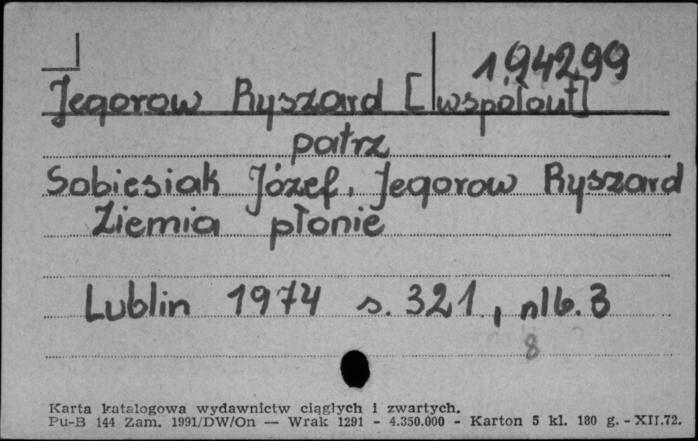 194299
Jegorow Ryszard [współaut]
patrz
Sobiesiak Józef, Jegorow Ryszard
Ziemia płonie
Lublin 1974 s. 321, nlb. 3
8
Karta katalogowa wydawnictw ciągłych i zwartych.
Pu-B 144 Zam. 1991/DW/On — Wrak 1291 - 4.350.000 - Karton 5 kl. 180 g. - XII.72.